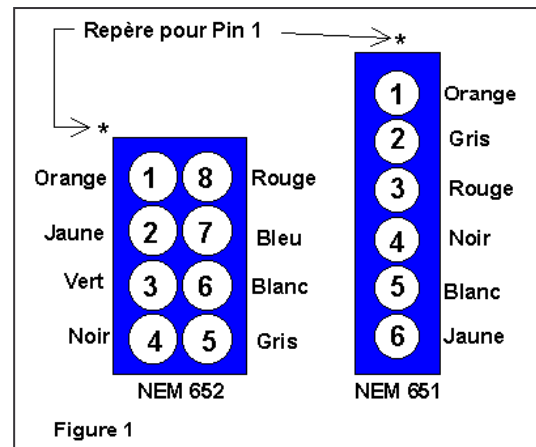 Repère pour Pin 1
*
*
Orange 1 8 Rouge
Jaune 2 7 Bleu
Vert 3 6 Blanc
Noir 4 5 Gris
NEM 652
1 Orange
2 Gris
3 Rouge
4 Noir
5 Blanc
6 Jaune
NEM 651
Figure 1